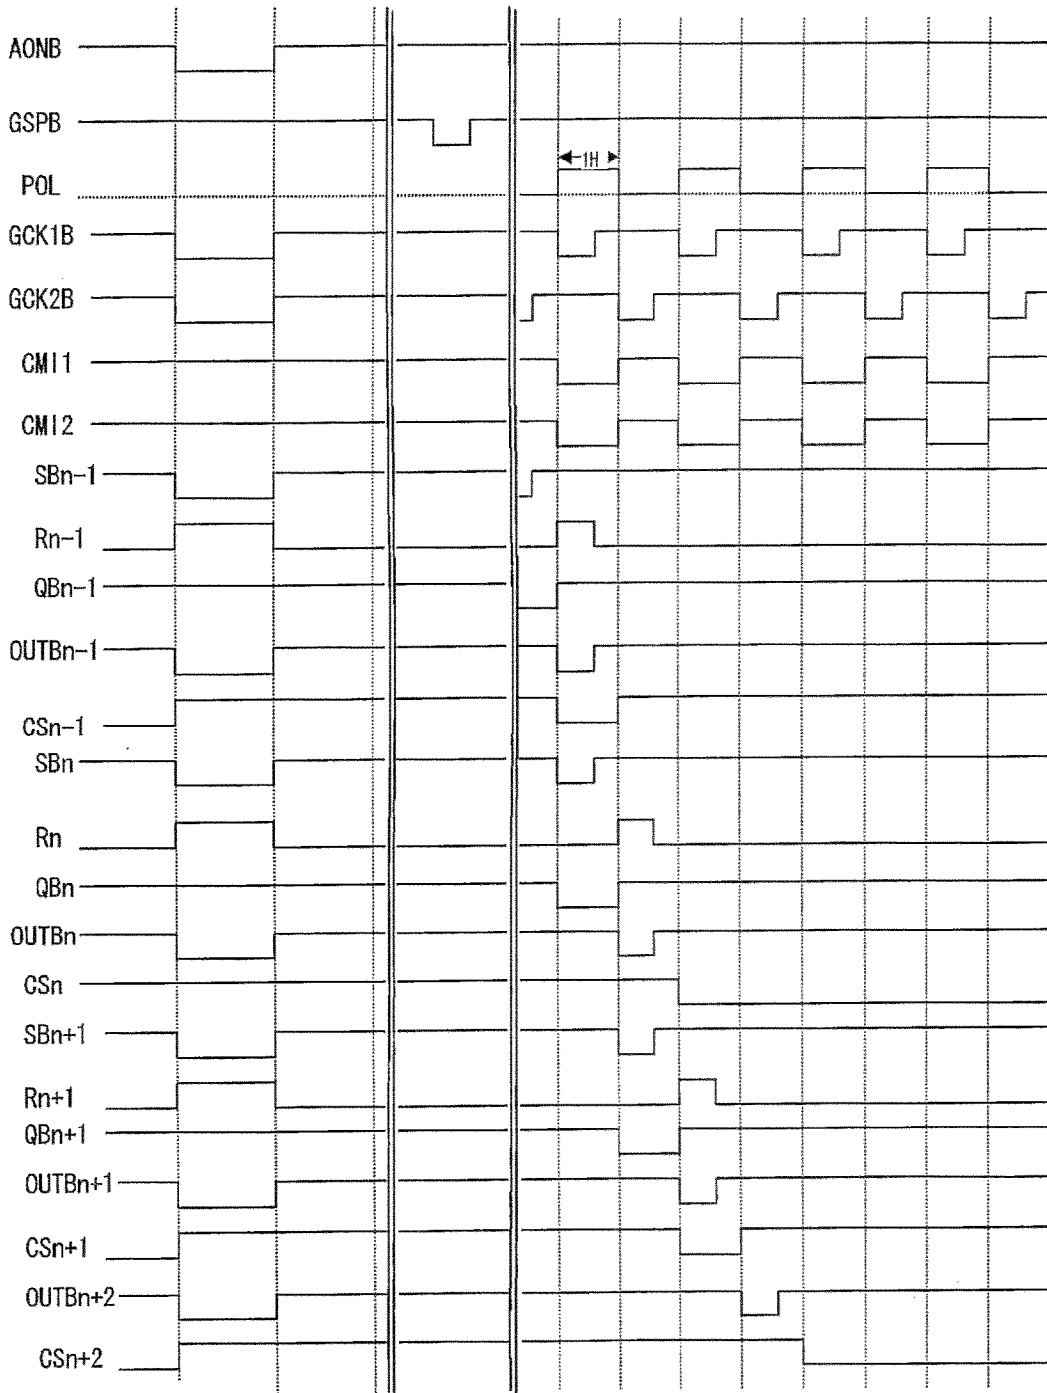 AONB
GSPB
1H
POL
GCK1B
GCK2B
CMI1
CMI2
SBn-1
Rn-1
QBn-1
OUTBn-1
CSn-1
SBn
Rn
QBn
OUTBn
CSn
SBn+1
Rn+1
QBn+1
OUTBn+1
CSn+1
OUTBn+2
CSn+2